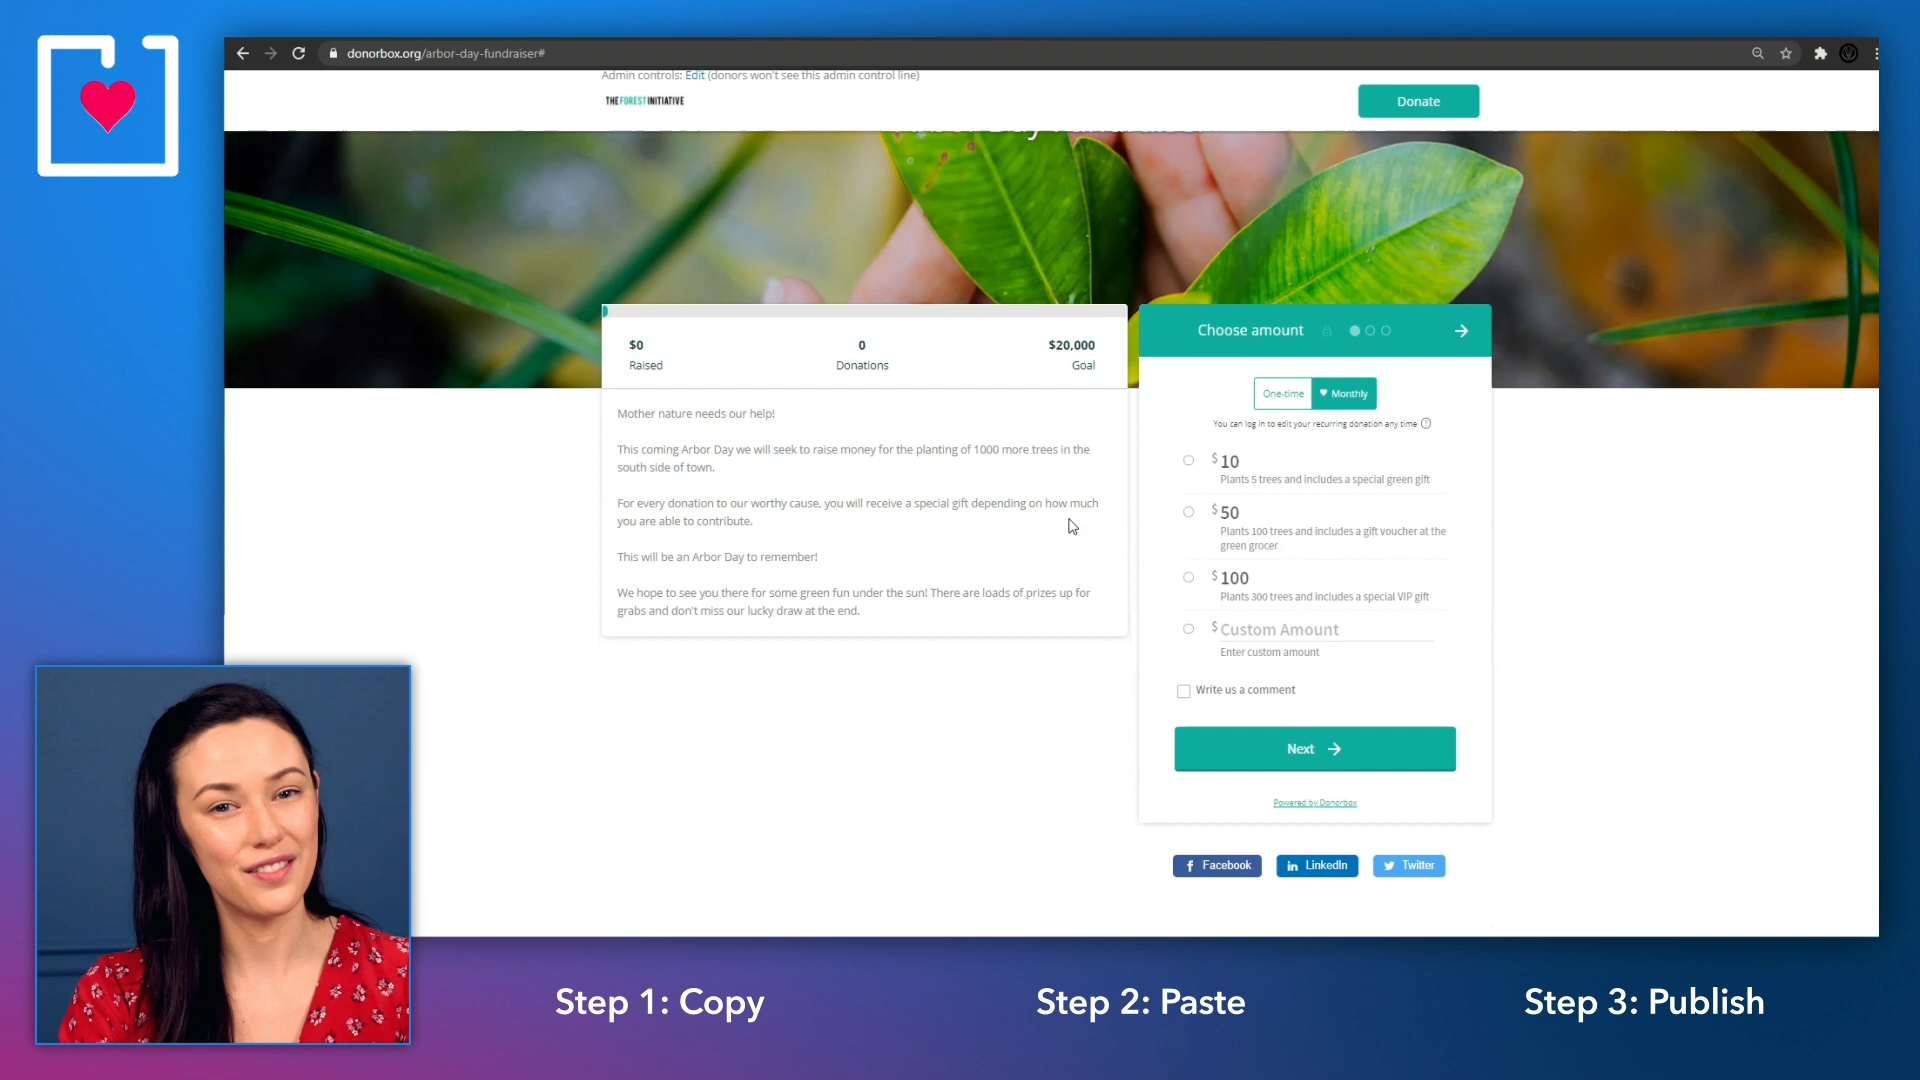 donorbox.org/arbor-day-fundraiser#
Admin controls: Edit (donors won't see this admin control line)
THE FOREST INITIATIVE
Donate
$0
0
$20,000
Raised
Donations
Goal
Mother nature needs our help!
This coming Arbor Day we will seek to raise money for the planting of 1000 more trees in the
south side of town.
For every donation to our worthy cause, you will receive a special gift depending on how much
you are able to contribute.
This will be an Arbor Day to remember!
We hope to see you there for some green fun under the sun! There are loads of prizes up for
grabs and don't miss our lucky draw at the end.
Choose amount
One-time
Monthly
You can log in to edit your recurring donation any time ?
$ 10
Plants 5 trees and includes a special green gift
$ 50
Plants 100 trees and includes a gift voucher at the
green grocer
$ 100
Plants 300 trees and includes a special VIP gift
$ Custom Amount
Enter custom amount
Write us a comment
Next
Powered by Donorbox
Facebook
LinkedIn
Twitter
Step 1: Copy
Step 2: Paste
Step 3: Publish